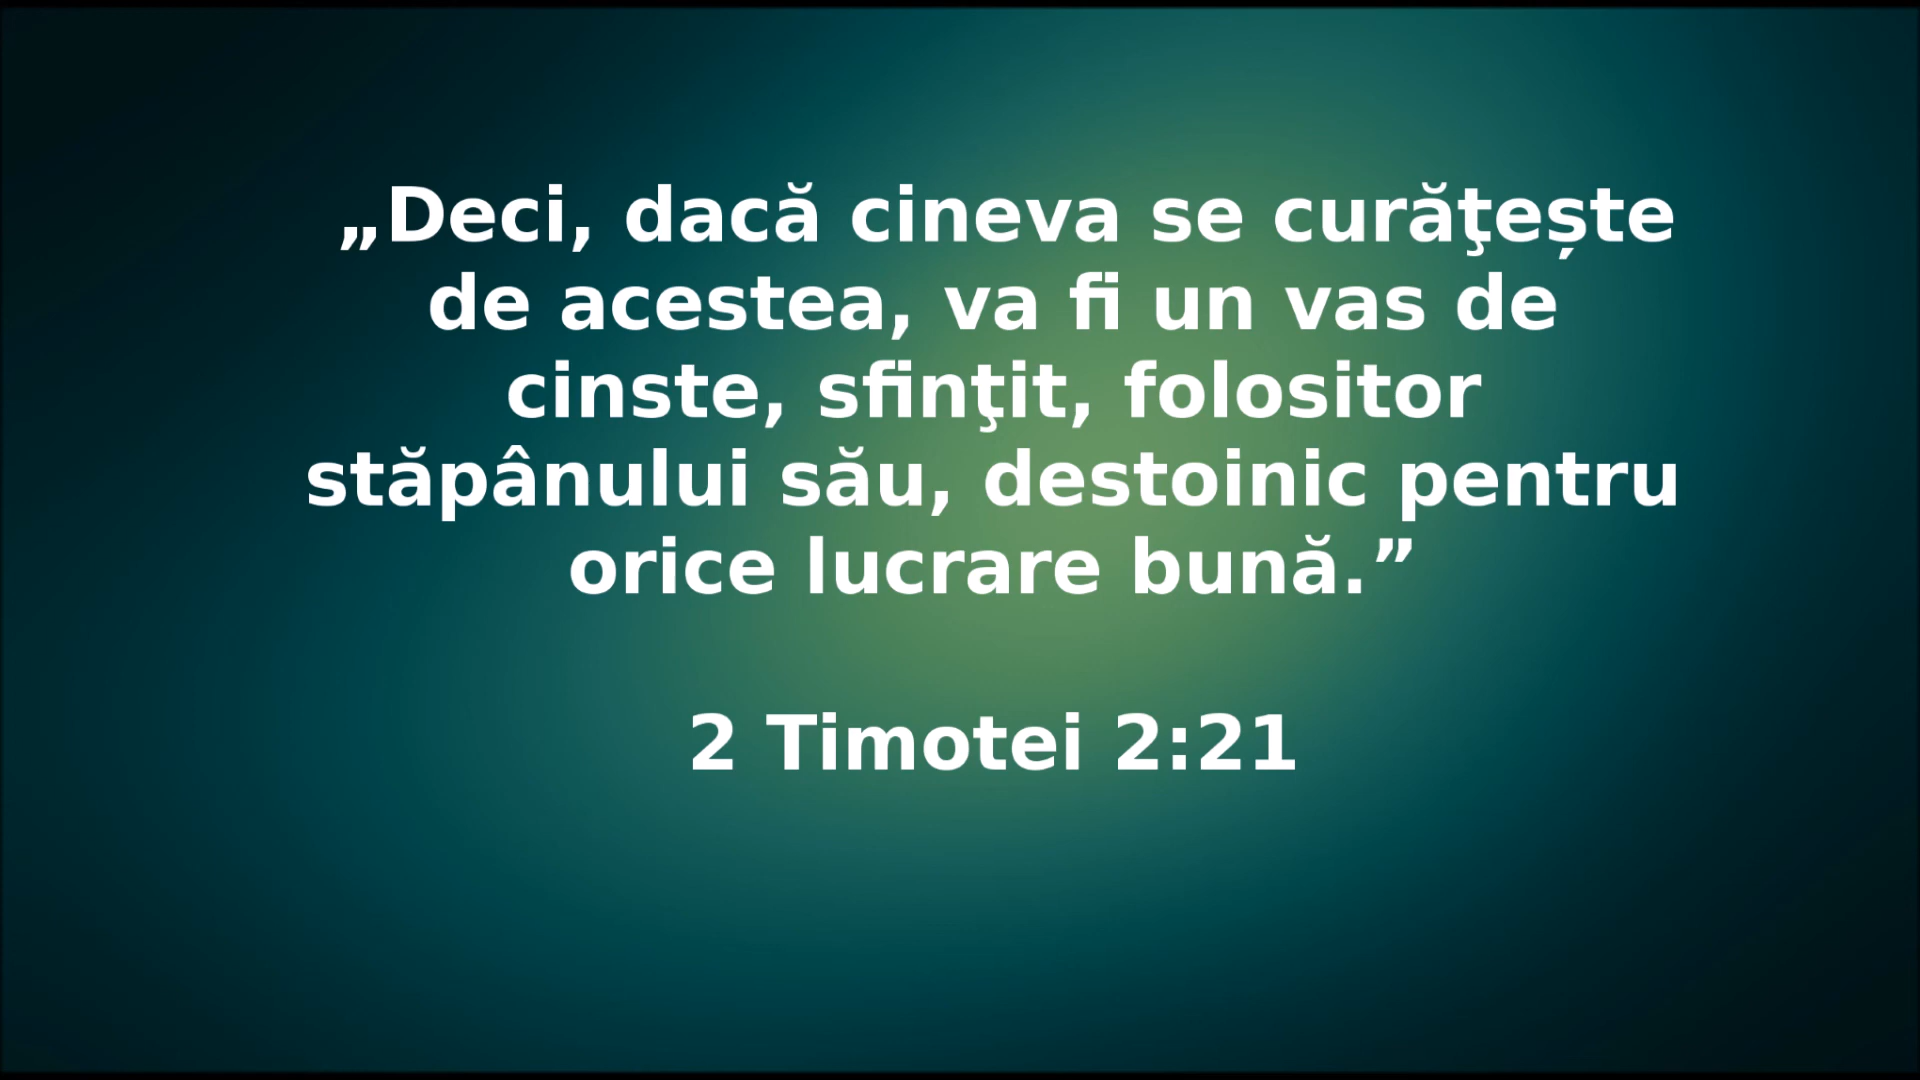 „Deci, dacă cineva se curăţește
de acestea, va fi un vas de
cinste, sfinţit, folositor
stăpânului său, destoinic pentru
orice lucrare bună.”
2 Timotei 2:21